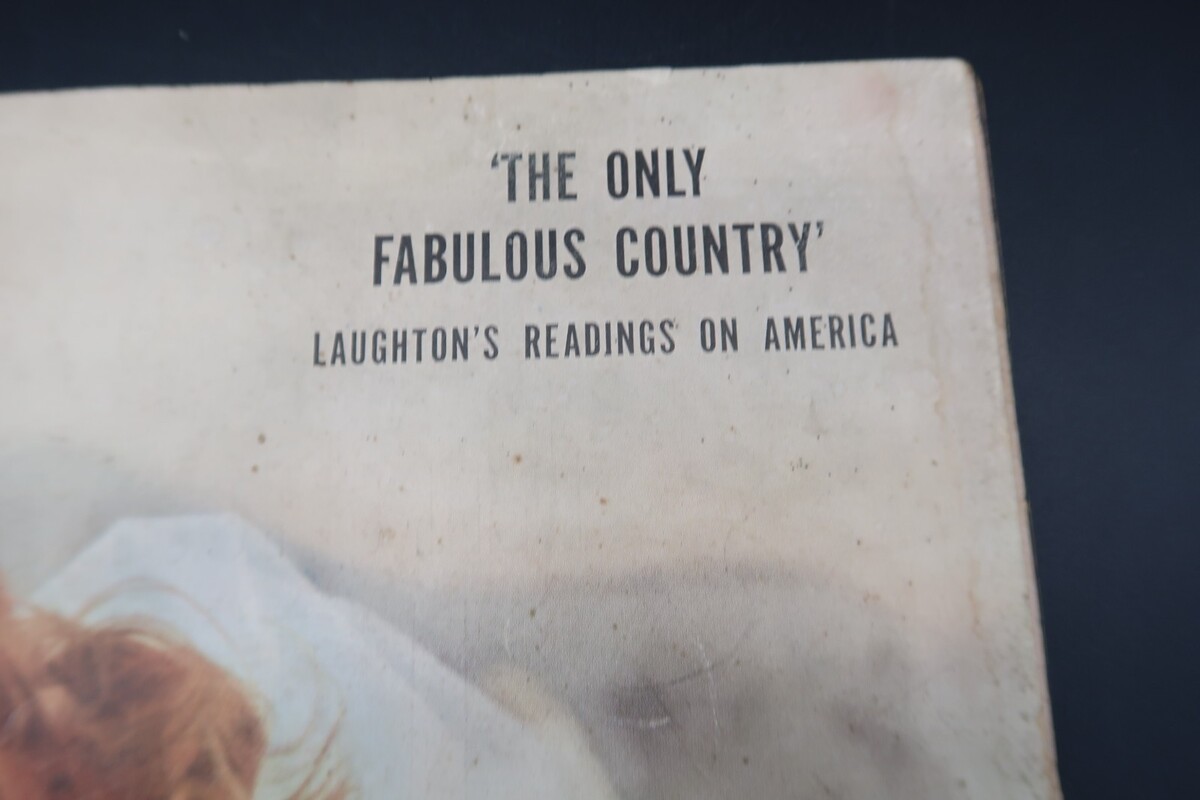 ‘THE ONLY
FABULOUS COUNTRY’
LAUGHTON’S READINGS ON AMERICA